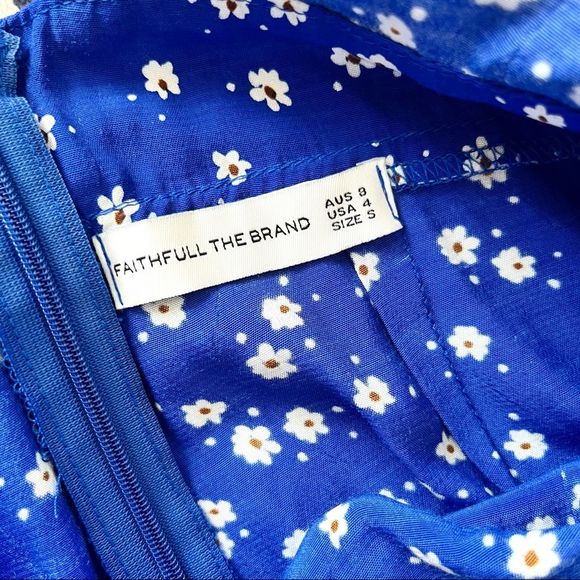 FAITHFULL THE BRAND
AUS 8
USA 4
SIZE S